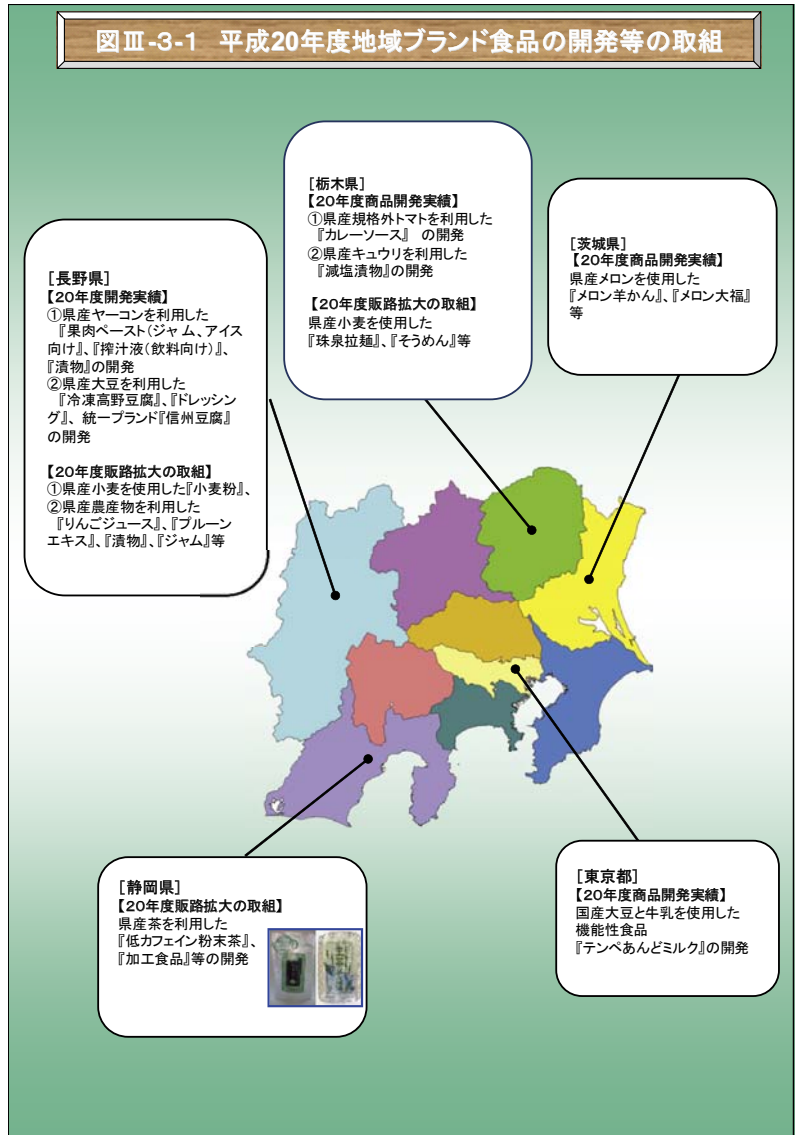 図Ⅲ-3-1 平成20年度地域ブランド食品の開発等の取組
[栃木県]
【20年度商品開発実績】
①県産規格外トマトを利用した
『カレーソース』 の開発
②県産キュウリを利用した
『減塩漬物』の開発
【20年度販路拡大の取組】
県産小麦を使用した
『珠泉拉麺』、『そうめん』等
[茨城県]
【20年度商品開発実績】
県産メロンを使用した
『メロン羊かん』、『メロン大福』
等
[長野県]
【20年度開発実績】
①県産ヤーコンを利用した
『果肉ペースト（ジャム、アイス
向け』、『搾汁液（飲料向け）、
『漬物』の開発
②県産大豆を利用した
『冷凍高野豆腐』、『ドレッシン
グ』、統一ブランド『信州豆腐』
の開発
【20年度販路拡大の取組】
①県産小麦を使用した『小麦粉』、
②県産農産物を利用した
『りんごジュース』、『プルーン
エキス』、『漬物』、『ジャム』等
[静岡県]
【20年度販路拡大の取組】
県産茶を利用した
『低カフェイン粉末茶』、
『加工食品』等の開発
[東京都]
【20年度商品開発実績】
国産大豆と牛乳を使用した
機能性食品
『テンペあんどミルク』の開発